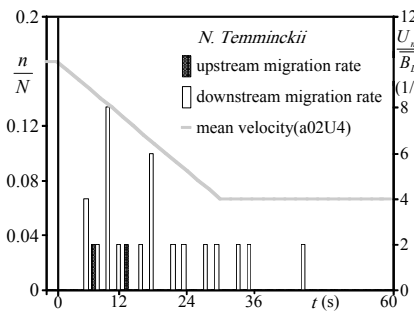 0.2
12
N. Temminckii
U
n
N
B
upstream migration rate
(1/
downstream migration rate
0.12
8
mean velocity(a02U4)
6
0.08
4
0.04
2
0
0
0
12
24
36
t (s)
60